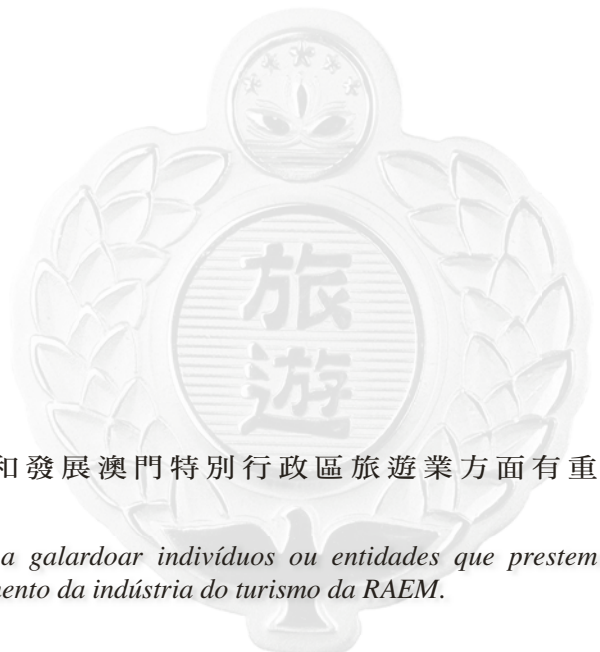 旅
遊
和發展澳門特別行政區旅遊業方面有重
a galardoar indivíduos ou entidades que prestem
ento da indústria do turismo da RAEM.